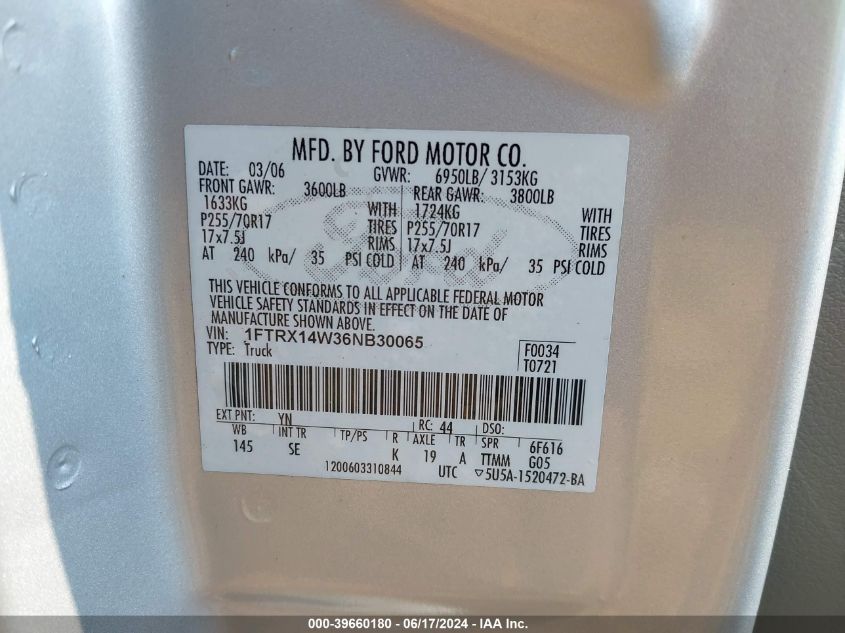 MFD. BY FORD MOTOR CO.
DATE: 03/06 GVWR: 6950LB/ 3153KG
FRONT GAWR: 3600LB REAR GAWR: 3800LB
1633KG WITH 1724KG WITH
P255/70R17 TIRES P255/70R17 TIRES
17x7.5J RIMS 17x7.5J RIMS
AT 240 kPa/ 35 PSI COLD AT 240 kPa/ 35 PSI COLD
Ford
THIS VEHICLE CONFORMS TO ALL APPLICABLE FEDERAL MOTOR
VEHICLE SAFETY STANDARDS IN EFFECT ON THE DATE OF
MANUFACTURE SHOWN ABOVE.
VIN: 1FTRX14W36NB30065 F0034
TYPE: Truck T0721
EXT PNT: YN RC: 44 DSO:
WB INT TR TP/PS R AXLE TR SPR 6F616
145 SE K 19 A TTMM G05
1200603310844 UTC ▽5U5A-1520472-BA
000-39660180 - 06/17/2024 - IAA Inc.